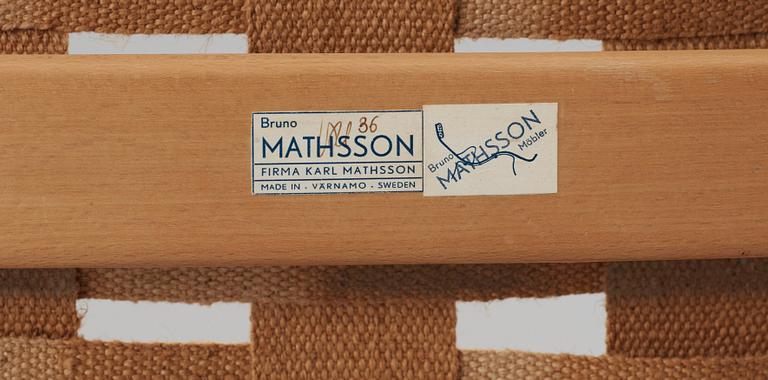 Bruno
36
MATHSSON
FIRMA KARL MATHSSON
MADE IN - VÄRNAMO - SWEDEN
Bruno
MATHSSON
Möbler